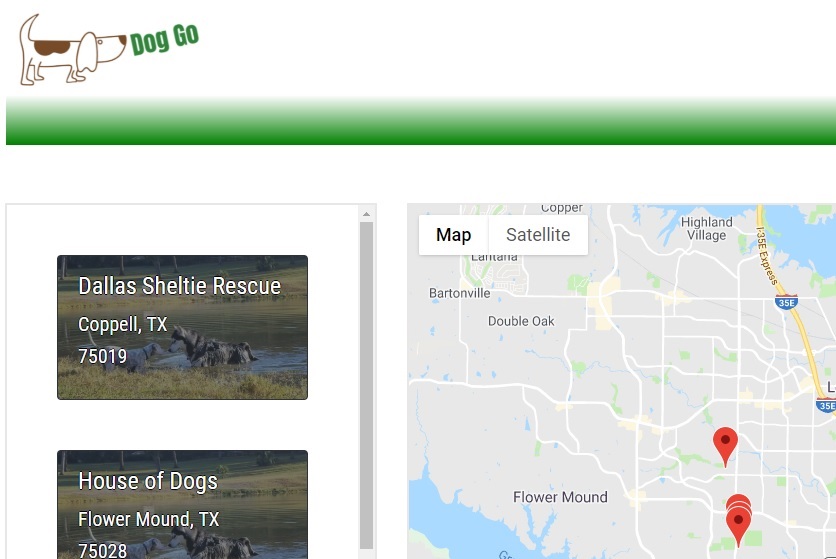 Dog Go
Dallas Sheltie Rescue
Coppell, TX
75019
House of Dogs
Flower Mound, TX
75028
Map
Satellite
Copper
Lantana
Bartonville
Double Oak
Highland
Village
I-35E Express
35E
35E
Flower Mound